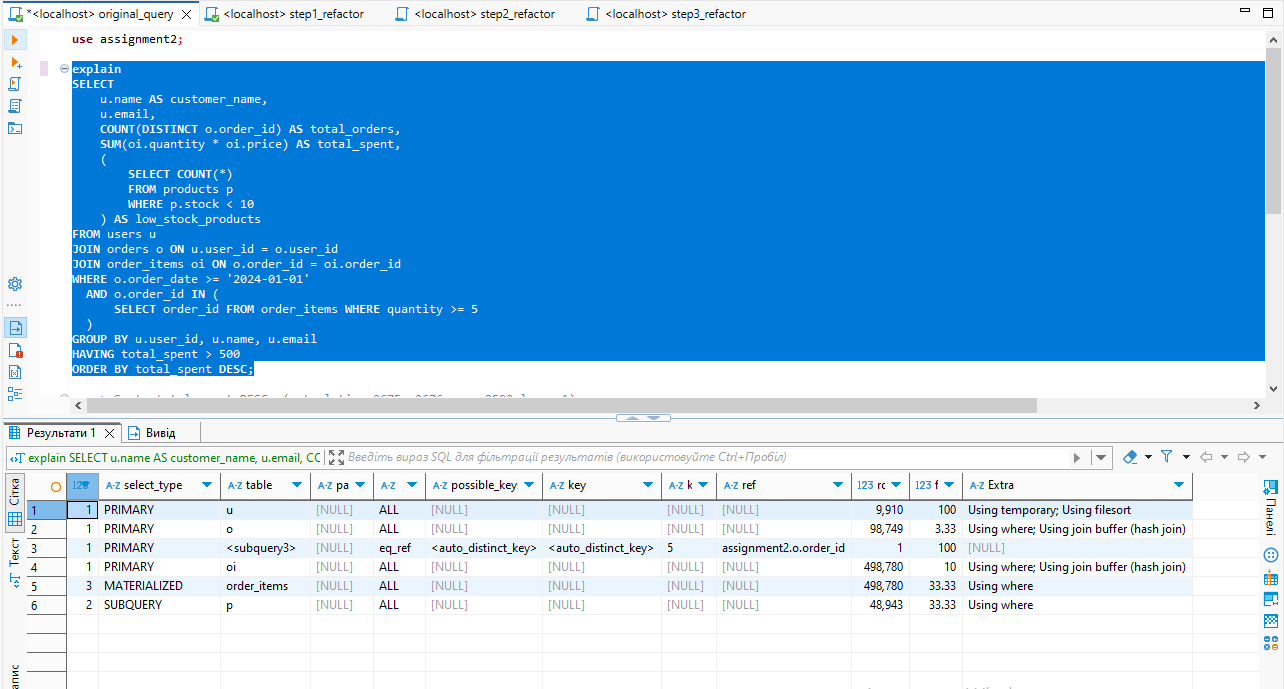 *<localhost> original_query
<localhost> step1_refactor
<localhost> step2_refactor
<localhost> step3_refactor
use assignment2;
explain
SELECT
u.name AS customer_name,
u.email,
COUNT(DISTINCT o.order_id) AS total_orders,
SUM(oi.quantity * oi.price) AS total_spent,
(
SELECT COUNT(*)
FROM products p
WHERE p.stock < 10
) AS low_stock_products
FROM users u
JOIN orders o ON u.user_id = o.user_id
JOIN order_items oi ON o.order_id = oi.order_id
WHERE o.order_date >= '2024-01-01'
AND o.order_id IN (
SELECT order_id FROM order_items WHERE quantity >= 5
)
GROUP BY u.user_id, u.name, u.email
HAVING total_spent > 500
ORDER BY total_spent DESC;
Результати 1
Вивід
explain SELECT u.name AS customer_name, u.email, CO
Введіть вираз SQL для фільтрації результатів (використовуйте Ctrl+Пробіл)
Сітка
Текст
Панелі
123 A-Z select_type A-Z table A-Z pa A-Z A-Z possible_key A-Z key A-Z k A-Z ref 123 rc 123 f A-Z Extra
1 1 PRIMARY u [NULL] ALL [NULL] [NULL] [NULL] [NULL] 9,910 100 Using temporary; Using filesort
2 1 PRIMARY o [NULL] ALL [NULL] [NULL] [NULL] [NULL] 98,749 3.33 Using where; Using join buffer (hash join)
3 1 PRIMARY <subquery3> [NULL] eq_ref <auto_distinct_key> <auto_distinct_key> 5 assignment2.o.order_id 1 100 [NULL]
4 1 PRIMARY oi [NULL] ALL [NULL] [NULL] [NULL] [NULL] 498,780 10 Using where; Using join buffer (hash join)
5 3 MATERIALIZED order_items [NULL] ALL [NULL] [NULL] [NULL] [NULL] 498,780 33.33 Using where
6 2 SUBQUERY p [NULL] ALL [NULL] [NULL] [NULL] [NULL] 48,943 33.33 Using where